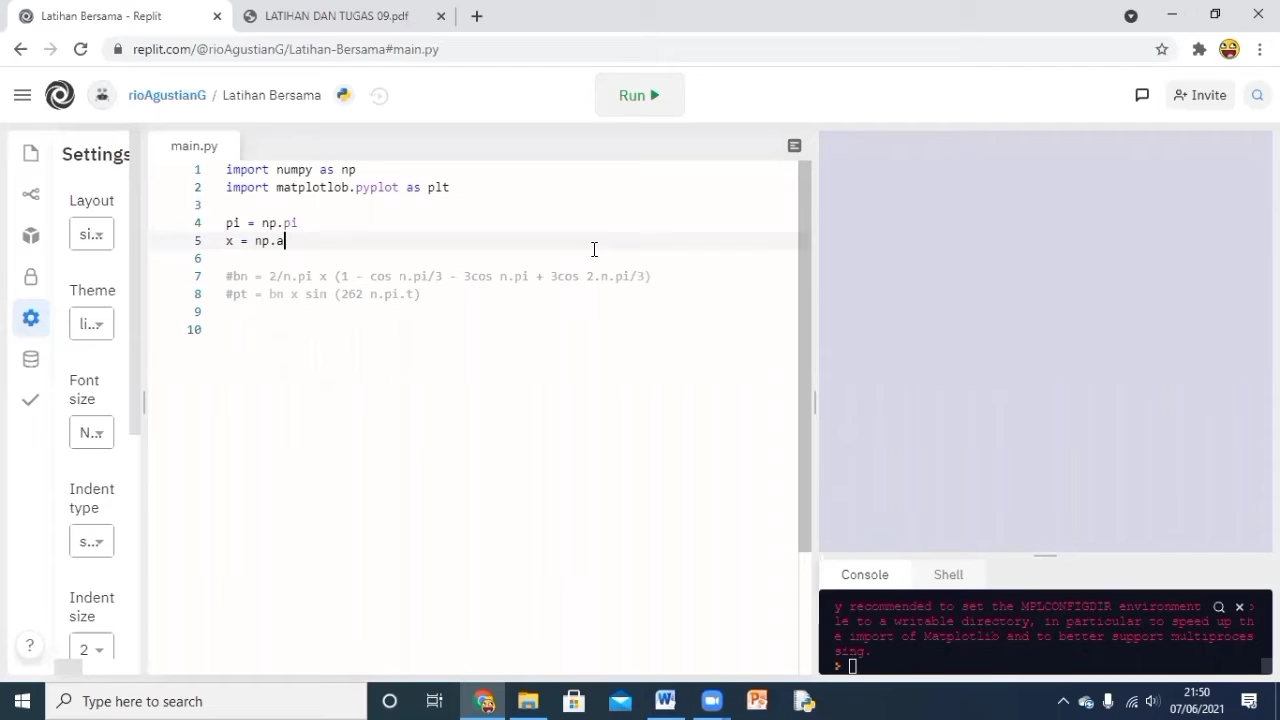 Latihan Bersama - Replit
LATIHAN DAN TUGAS 09.pdf
replit.com/@rioAgustianG/Latihan-Bersama#main.py
rioAgustianG / Latihan Bersama
Run
Invite
Settings
Layout
si...
Theme
li...
Font
size
N...
Indent
type
s...
Indent
size
2
?
main.py
1 import numpy as np
2 import matplotlob.pyplot as plt
3
4 pi = np.pi
5 x = np.a
6
7 #bn = 2/n.pi x (1 - cos n.pi/3 - 3cos n.pi + 3cos 2.n.pi/3)
8 #pt = bn x sin (262 n.pi.t)
9
10
Console
Shell
y recommended to set the MPLCONFIGDIR environment
le to a writable directory, in particular to speed up th
e import of Matplotlib and to better support multiproces
sing.
Type here to search
21:50
07/06/2021